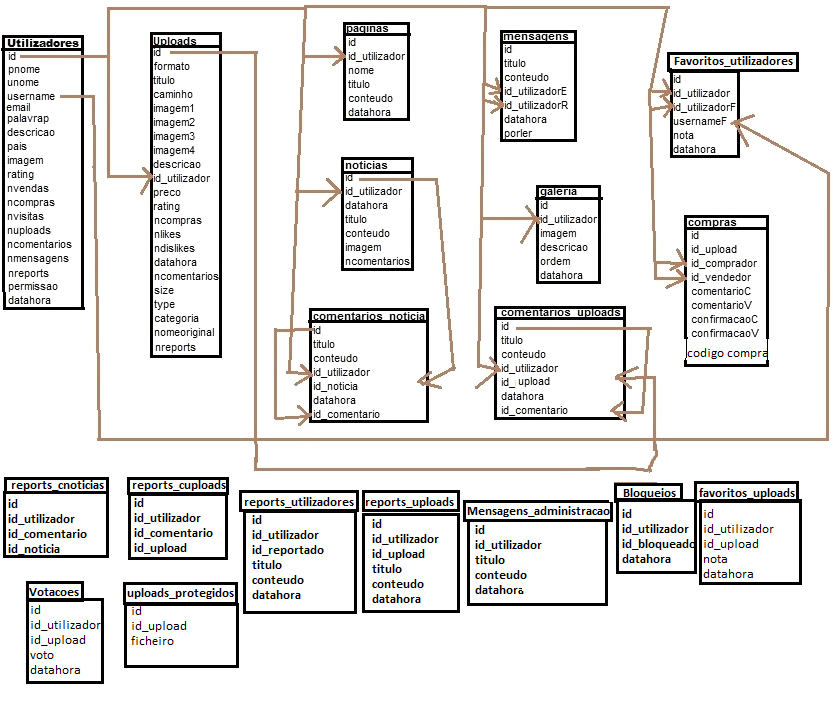 Utilizadores
id
pnome
unome
username
email
palavrap
descricao
pais
imagem
rating
nvendas
ncompras
nvisitas
nuploads
ncomentarios
nmensagens
nreports
permissao
datahora
Uploads
id
formato
titulo
caminho
imagem1
imagem2
imagem3
imagem4
descricao
id_utilizador
preco
rating
ncompras
nlikes
ndislikes
datahora
ncomentarios
size
type
categoria
nomeoriginal
nreports
paginas
id
id_utilizador
nome
titulo
conteudo
datahora
noticias
id
id_utilizador
datahora
titulo
conteudo
imagem
ncomentarios
comentarios_noticia
id
titulo
conteudo
id_utilizador
id_noticia
datahora
id_comentario
mensagens
id
titulo
conteudo
id_utilizadorE
id_utilizadorR
datahora
porler
galeria
id
id_utilizador
imagem
descricao
ordem
datahora
comentarios_uploads
id
titulo
conteudo
id_utilizador
id_upload
datahora
id_comentario
Favoritos_utilizadores
id
id_utilizador
id_utilizadorF
usernameF
nota
datahora
compras
id
id_upload
id_comprador
id_vendedor
comentarioC
comentarioV
confirmacaoC
confirmacaoV
codigo compra
reports_cnoticias
id
id_utilizador
id_comentario
id_noticia
reports_cuploads
id
id_utilizador
id_comentario
id_upload
reports_utilizadores
id
id_utilizador
id_reportado
titulo
conteudo
datahora
reports_uploads
id
id_utilizador
id_upload
titulo
conteudo
datahora
Mensagens_administracao
id
id_utilizador
titulo
conteudo
datahora
Bloqueios
id
id_utilizador
id_bloqueado
datahora
favoritos_uploads
id
id_utilizador
id_upload
nota
datahora
Votacoes
id
id_utilizador
id_upload
voto
datahora
uploads_protegidos
id
id_upload
ficheiro